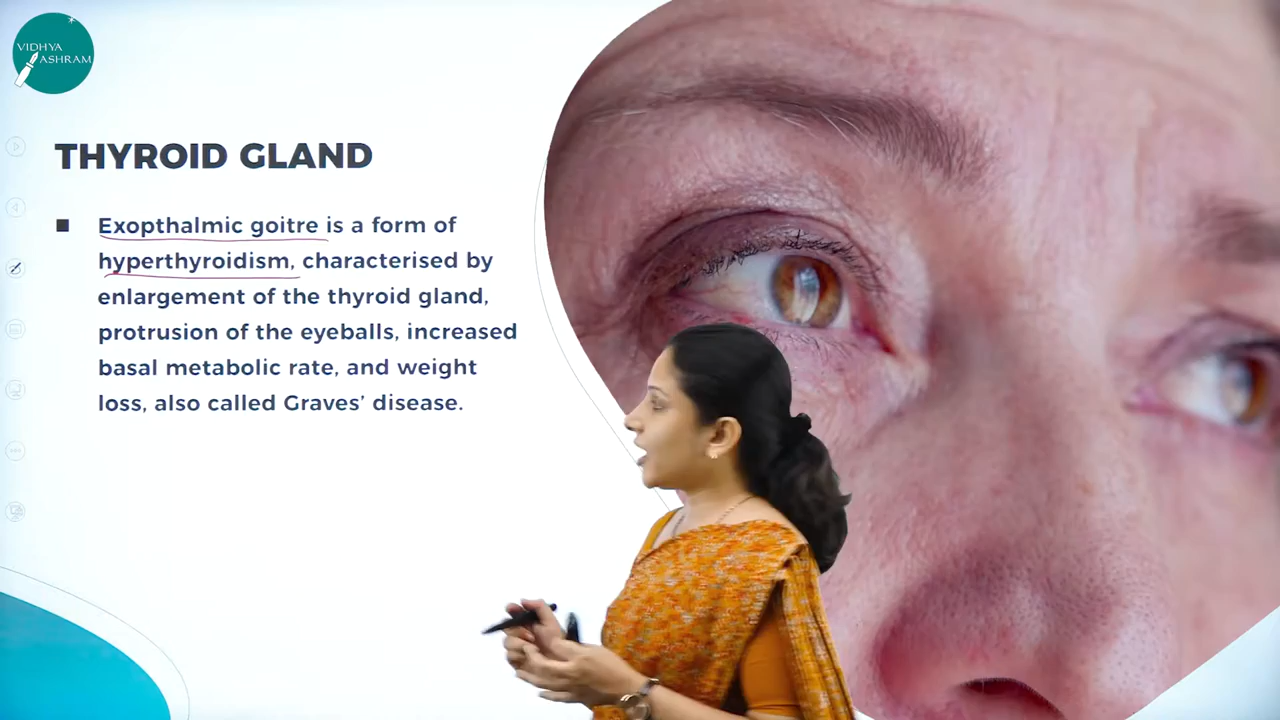 VIDHYA
ASHRAM
THYROID GLAND
Exopthalmic goitre is a form of
hyperthyroidism, characterised by
enlargement of the thyroid gland,
protrusion of the eyeballs, increased
basal metabolic rate, and weight
loss, also called Graves’ disease.